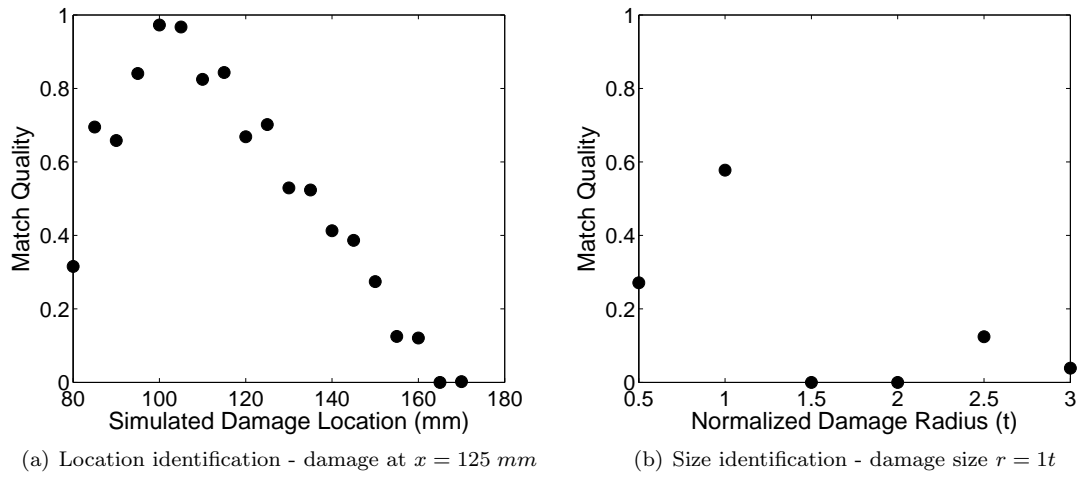 1
0.8
0.6
0.4
0.2
0
Match Quality
80 100 120 140 160 180
Simulated Damage Location (mm)
(a) Location identification - damage at x = 125 mm
1
0.8
0.6
0.4
0.2
0
Match Quality
0.5 1 1.5 2 2.5 3
Normalized Damage Radius (t)
(b) Size identification - damage size r = 1t